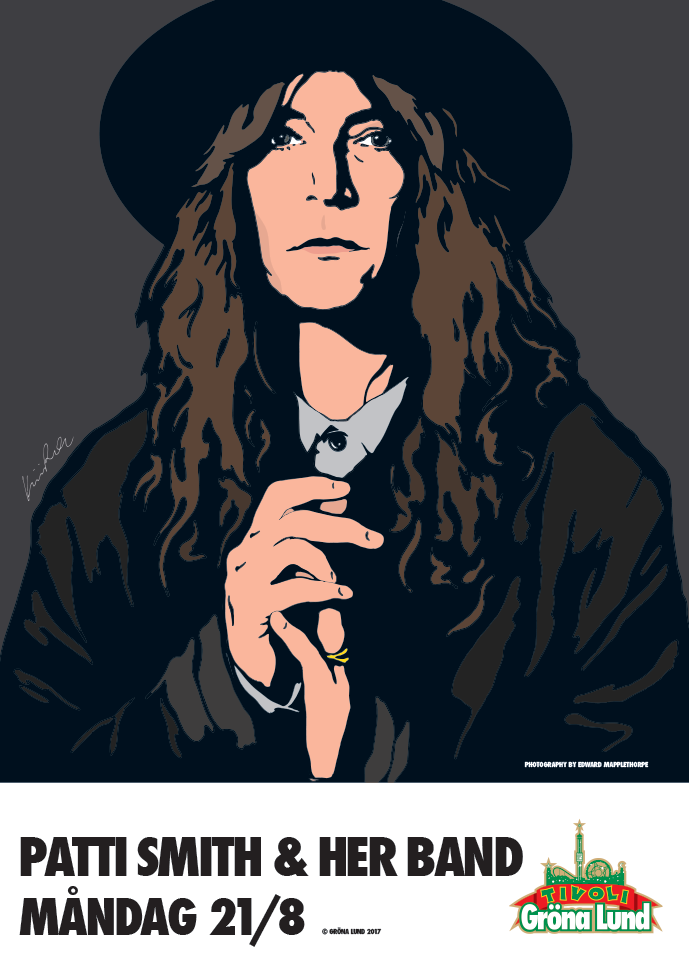 PHOTOGRAPHY BY EDWARD MAPPLETHORPE
PATTI SMITH & HER BAND
MÅNDAG 21/8
© GRÖNA LUND 2017
TIVOLI
Gröna Lund